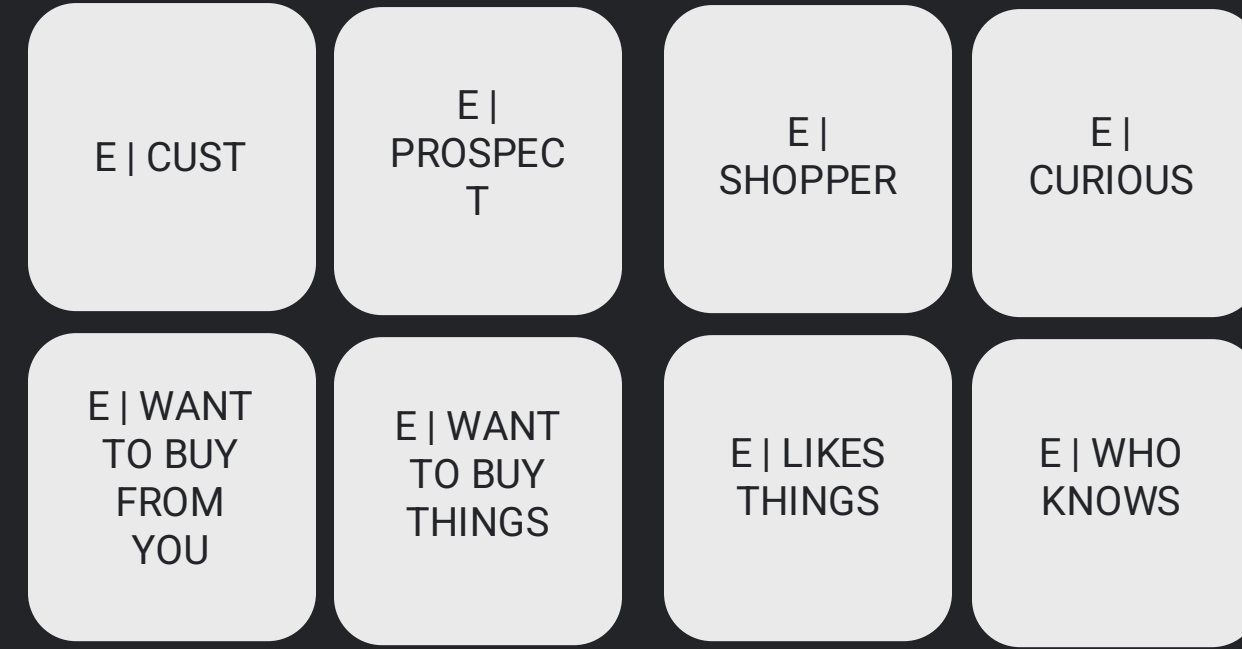 E | CUST
E |
PROSPEC
T
E |
SHOPPER
E |
CURIOUS
E | WANT
TO BUY
FROM
YOU
E | WANT
TO BUY
THINGS
E | LIKES
THINGS
E | WHO
KNOWS